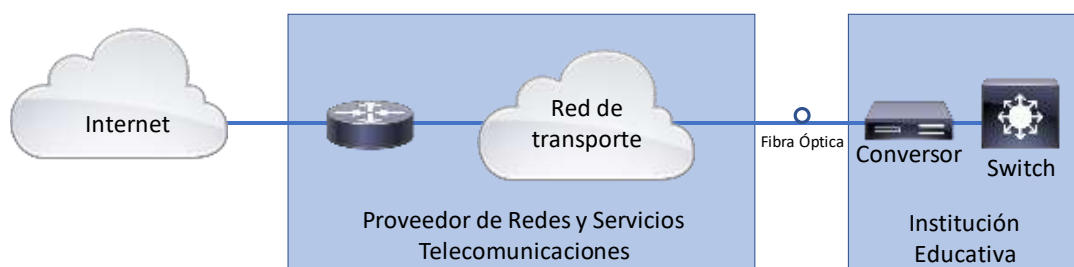 Internet
Red de
transporte
Proveedor de Redes y Servicios
Telecomunicaciones
Fibra Óptica
Conversor
Switch
Institución
Educativa